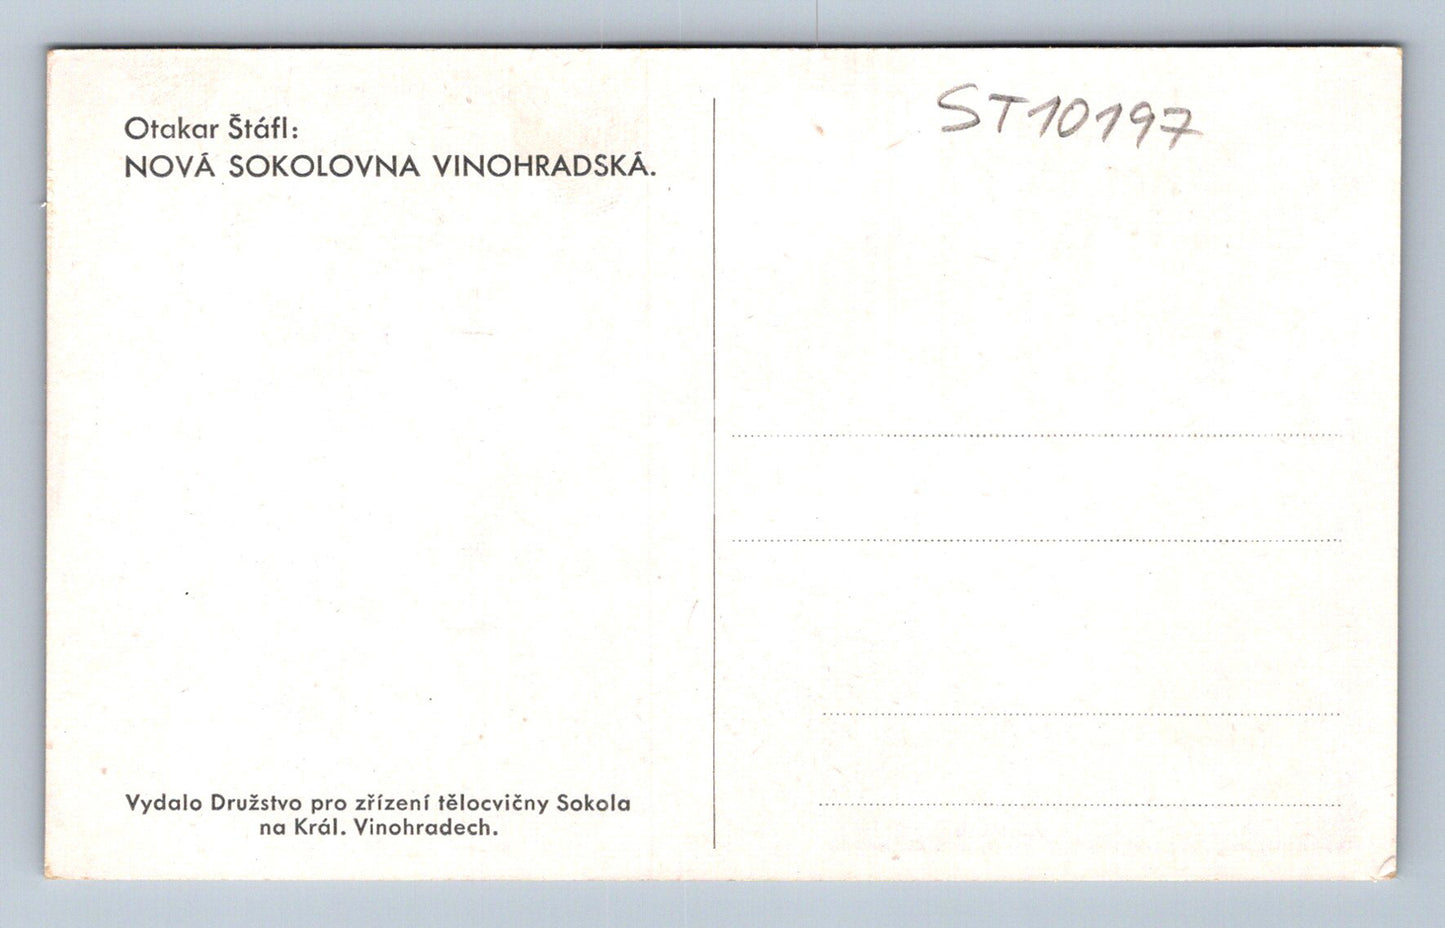 Otakar Štáfl:
NOVÁ SOKOLOVNA VINOHRADSKÁ.
ST10197
Vydalo Družstvo pro zřízení tělocvičny Sokola
na Král. Vinohradech.